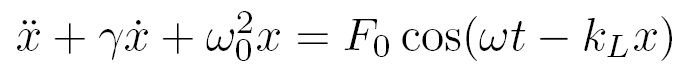 ẍ + γẋ + ω₀²x = F₀ cos(ωt − k_L x)